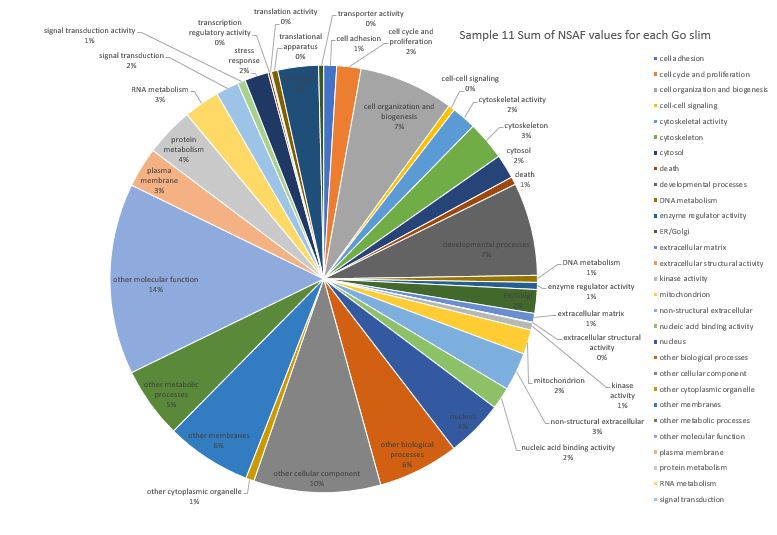 Sample 11 Sum of NSAF values for each Go slim
translation activity
0%
transporter activity
0%
transcription
regulatory activity
0%
translational
apparatus
0%
cell adhesion
1%
cell cycle and
proliferation
2%
signal transduction activity
1%
signal transduction
2%
stress
response
2%
RNA metabolism
3%
protein
metabolism
4%
plasma
membrane
3%
other molecular function
14%
other metabolic
processes
5%
other membranes
6%
other cytoplasmic organelle
1%
other cellular component
10%
other biological
processes
6%
nucleus
4%
nucleic acid binding activity
2%
non-structural extracellular
3%
mitochondrion
2%
kinase
activity
1%
extracellular structural
activity
0%
extracellular matrix
1%
ER/Golgi
enzyme regulator activity
1%
DNA metabolism
1%
developmental processes
7%
death
1%
cytosol
2%
cytoskeleton
3%
cytoskeletal activity
2%
cell-cell signaling
0%
cell organization and
biogenesis
7%
cell adhesion
cell cycle and proliferation
cell organization and biogenesis
cell-cell signaling
cytoskeletal activity
cytoskeleton
cytosol
death
developmental processes
DNA metabolism
enzyme regulator activity
ER/Golgi
extracellular matrix
extracellular structural activity
kinase activity
mitochondrion
non-structural extracellular
nucleic acid binding activity
nucleus
other biological processes
other cellular component
other cytoplasmic organelle
other membranes
other metabolic processes
other molecular function
plasma membrane
protein metabolism
RNA metabolism
signal transduction